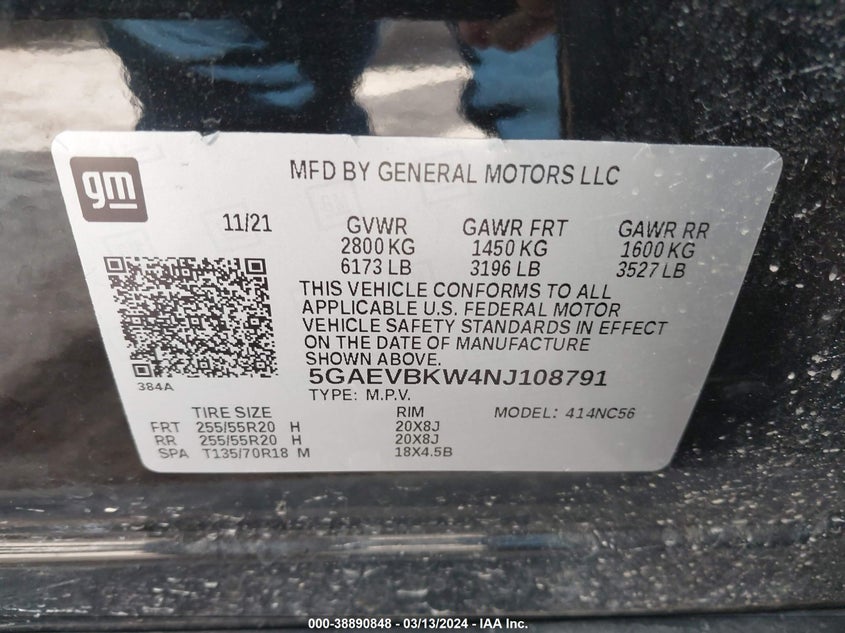 gm
MFD BY GENERAL MOTORS LLC
11/21
GVWR GAWR FRT GAWR RR
2800 KG 1450 KG 1600 KG
6173 LB 3196 LB 3527 LB
THIS VEHICLE CONFORMS TO ALL
APPLICABLE U.S. FEDERAL MOTOR
VEHICLE SAFETY STANDARDS IN EFFECT
ON THE DATE OF MANUFACTURE
SHOWN ABOVE.
384A
5GAEVBKW4NJ108791
TYPE: M.P.V.
TIRE SIZE RIM MODEL: 414NC56
FRT 255/55R20 H 20X8J
RR 255/55R20 H 20X8J
SPA T135/70R18 M 18X4.5B
000-38890848 - 03/13/2024 - IAA Inc.